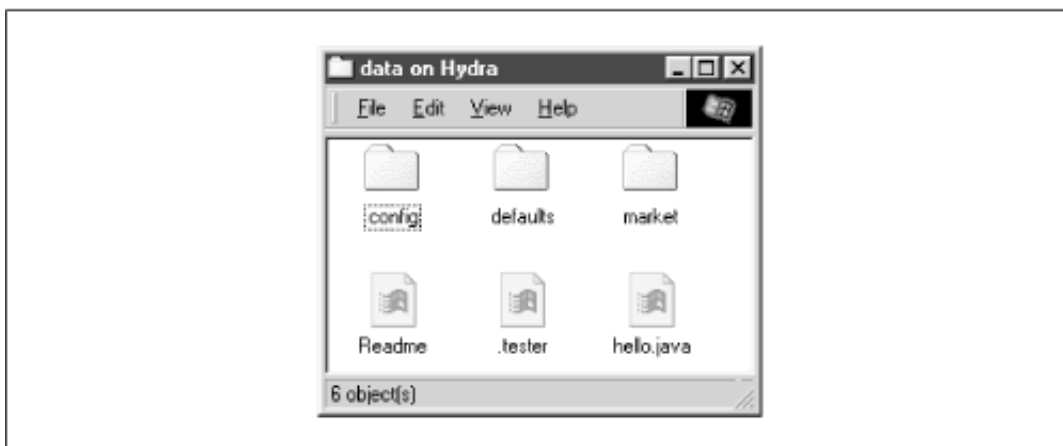 data on Hydra
File Edit View Help
config defaults market
Readme .tester hello.java
6 object(s)